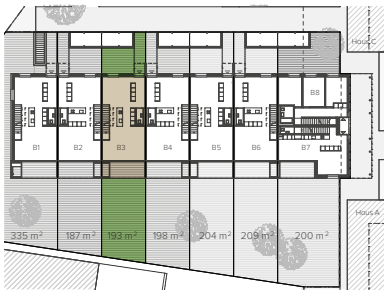 Haus C
B8
B1
B2
B3
B4
B5
B6
B7
Haus A
335 m²
187 m²
193 m²
198 m²
204 m²
209 m²
200 m²